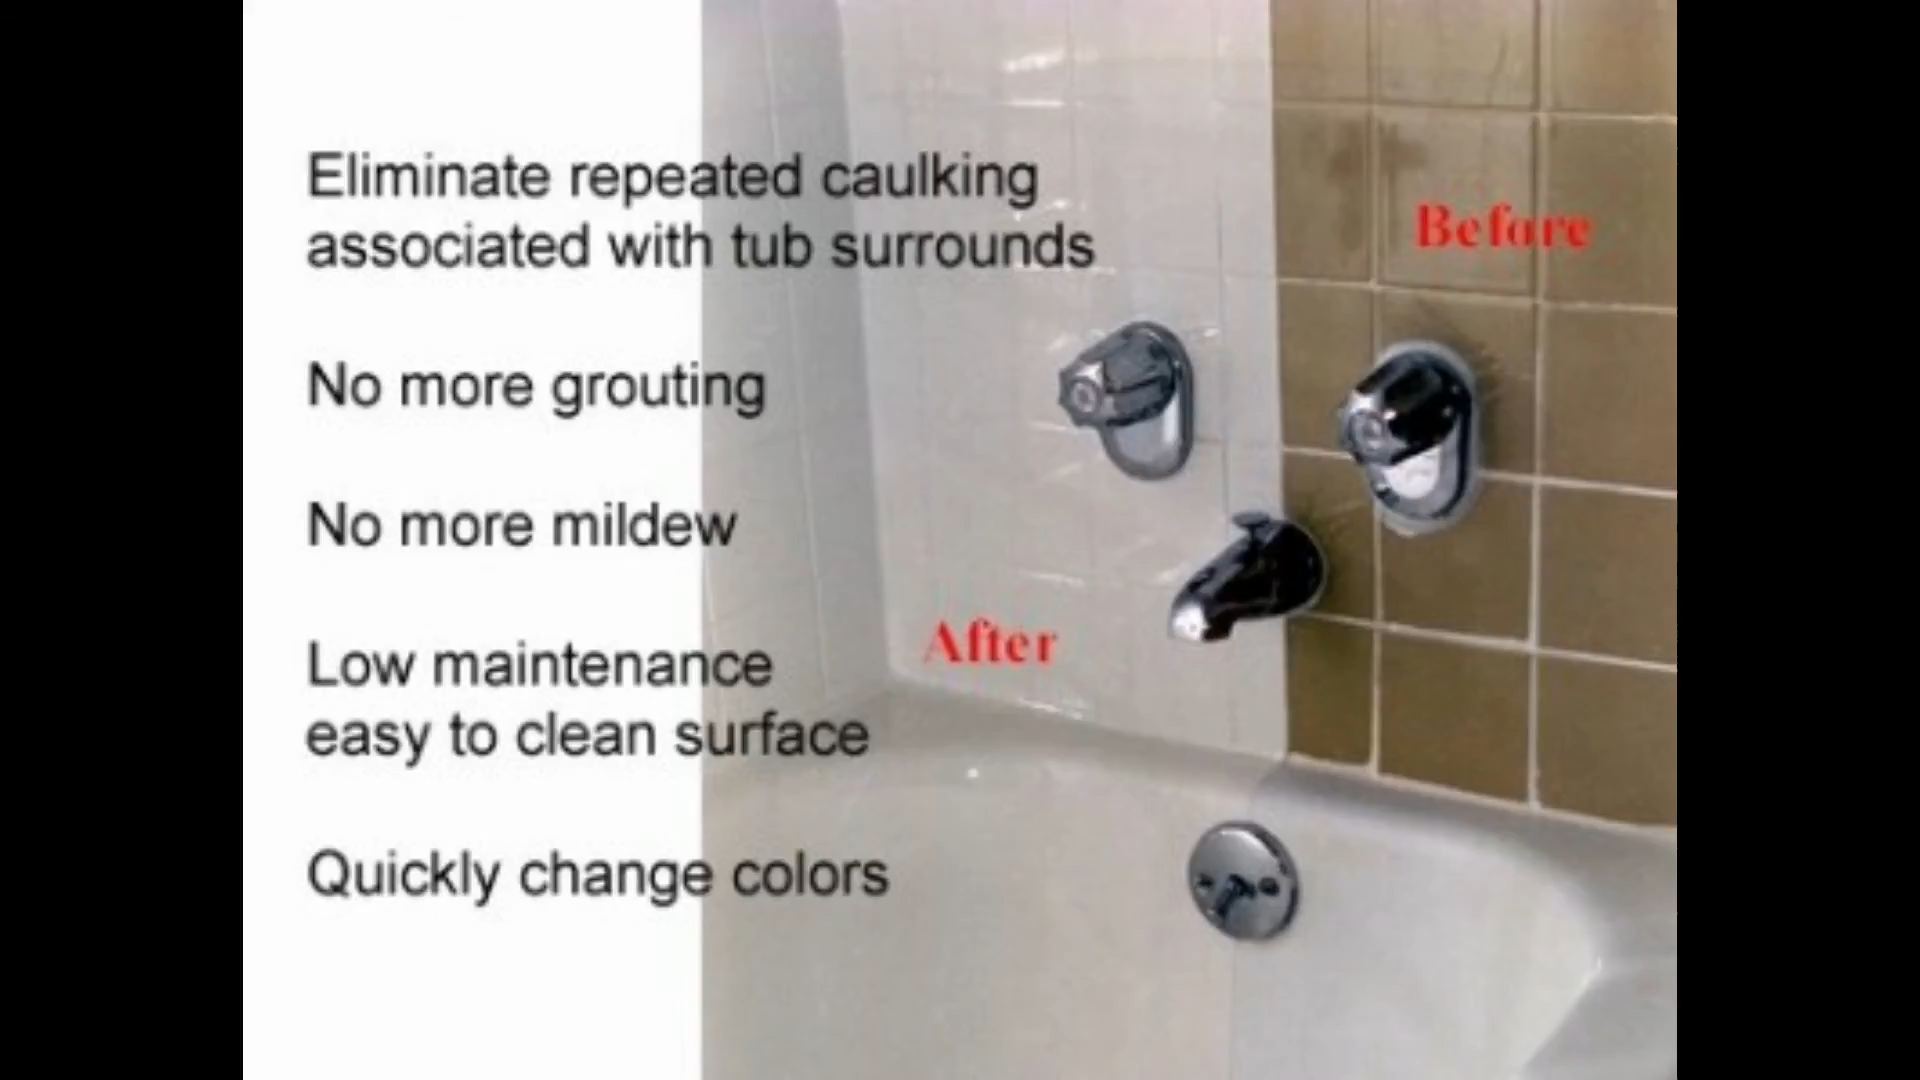 Eliminate repeated caulking
associated with tub surrounds
No more grouting
No more mildew
Low maintenance
easy to clean surface
Quickly change colors
Before
After